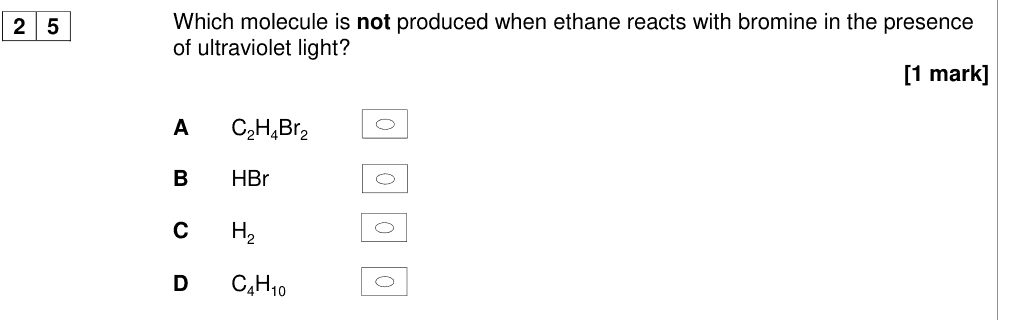 2 5
Which molecule is not produced when ethane reacts with bromine in the presence
of ultraviolet light?
[1 mark]
A C₂H₄Br₂
B HBr
C H₂
D C₄H₁₀